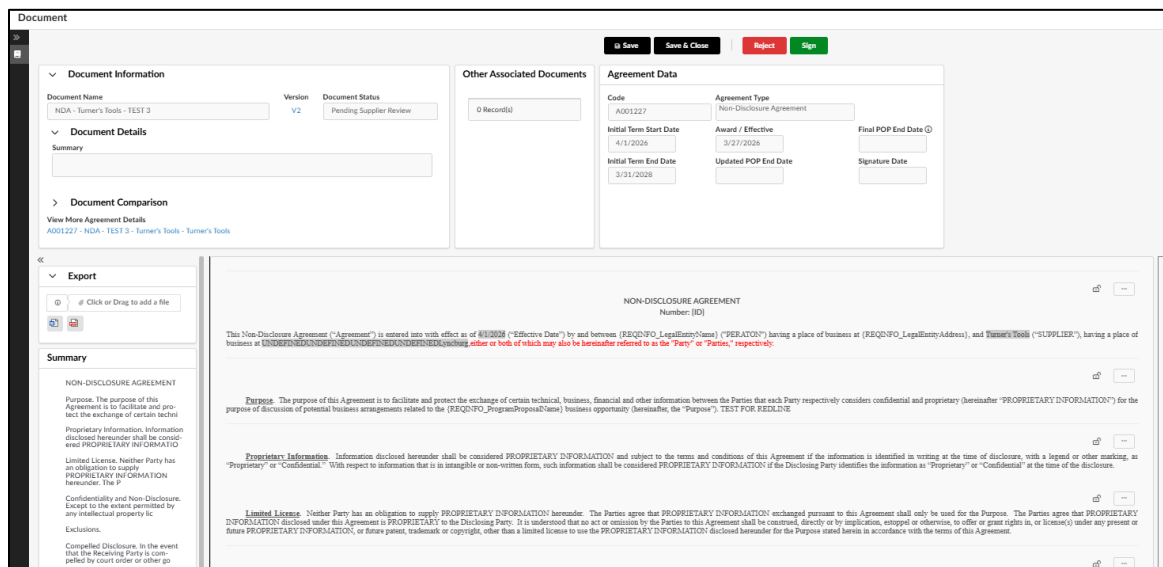 Document
Save
Save & Close
Reject
Sign
Document Information
Document Name
Version
Document Status
NDA - Turner's Tools - TEST 3
V2
Pending Supplier Review
Document Details
Summary
Document Comparison
View More Agreement Details
A001227 - NDA - TEST 3 - Turner's Tools - Turner's Tools
Other Associated Documents
0 Record(s)
Agreement Data
Code
Agreement Type
A001227
Non-Disclosure Agreement
Initial Term Start Date
Award / Effective
Final POP End Date
4/1/2026
3/27/2026
Initial Term End Date
Updated POP End Date
Signature Date
3/31/2028
Export
Click or Drag to add a file
Summary
NON-DISCLOSURE AGREEMENT
Purpose. The purpose of this
Agreement is to facilitate and pro-
tect the exchange of certain techni
Proprietary Information. Information
disclosed hereunder shall be consid-
ered PROPRIETARY INFORMATIO
Limited License. Neither Party has
an obligation to supply
PROPRIETARY INFORMATION
hereunder. The P
Confidentiality and Non-Disclosure.
Except to the extent permitted by
any intellectual property lic
Exclusions.
Compelled Disclosure. In the event
that the Receiving Party is com-
pelled by court order or other go
NON-DISCLOSURE AGREEMENT
Number: [ID]
This Non-Disclosure Agreement (“Agreement”) is entered into with effect as of 4/1/2026 (“Effective Date”) by and between {REQINFO_LegalEntityName} (“PERATON”) having a place of business at {REQINFO_LegalEntityAddress}, and Turner's Tools (“SUPPLIER”), having a place of
business at UNDEFINEDUNDEFINEDUNDEFINEDUNDEFINEDLyncburg,either or both of which may also be hereinafter referred to as the "Party" or "Parties," respectively.
Purpose. The purpose of this Agreement is to facilitate and protect the exchange of certain technical, business, financial and other information between the Parties that each Party respectively considers confidential and proprietary (hereinafter “PROPRIETARY INFORMATION”) for the
purpose of discussion of potential business arrangements related to the {REQINFO_ProgramProposalName} business opportunity (hereinafter, the “Purpose”). TEST FOR REDLINE
Proprietary Information. Information disclosed hereunder shall be considered PROPRIETARY INFORMATION and subject to the terms and conditions of this Agreement if the information is identified in writing at the time of disclosure, with a legend or other marking, as
“Proprietary” or “Confidential.” With respect to information that is in intangible or non-written form, such information shall be considered PROPRIETARY INFORMATION if the Disclosing Party identifies the information as “Proprietary” or “Confidential” at the time of the disclosure.
Limited License. Neither Party has an obligation to supply PROPRIETARY INFORMATION hereunder. The Parties agree that PROPRIETARY INFORMATION exchanged pursuant to this Agreement shall only be used for the Purpose. The Parties agree that PROPRIETARY
INFORMATION disclosed under this Agreement is PROPRIETARY to the Disclosing Party. It is understood that no act or omission by the Parties to this Agreement shall be construed, directly or by implication, estoppel or otherwise, to offer or grant rights in, or license(s) under any present or
future PROPRIETARY INFORMATION, or future patent, trademark or copyright, other than a limited license to use the PROPRIETARY INFORMATION disclosed hereunder for the Purpose stated herein in accordance with the terms of this Agreement.